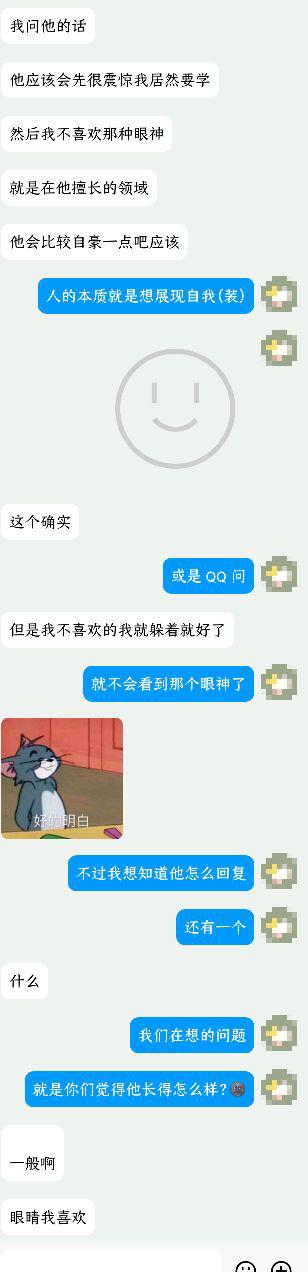 我问他的话
他应该会先很震惊我居然要学
然后我不喜欢那种眼神
就是在他擅长的领域
他会比较自豪一点吧应该
人的本质就是想展现自我(装)
这个确实
或是 QQ 问
但是我不喜欢的我就躲着就好了
就不会看到那个眼神了
好的明白
不过我想知道他怎么回复
还有一个
什么
我们在想的问题
就是你们觉得他长得怎么样?🌚
一般啊
眼睛我喜欢